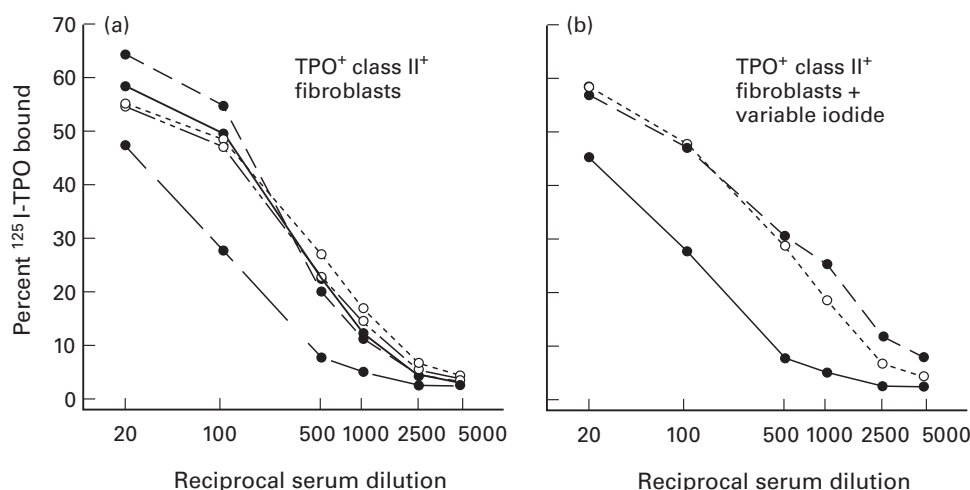 70
60
50
40
30
20
10
0
Percent ¹²⁵I-TPO bound
(a)
TPO⁺ class II⁺
fibroblasts
20 100 500 1000 2500 5000
Reciprocal serum dilution
(b)
TPO⁺ class II⁺
fibroblasts +
variable iodide
20 100 500 1000 2500 5000
Reciprocal serum dilution